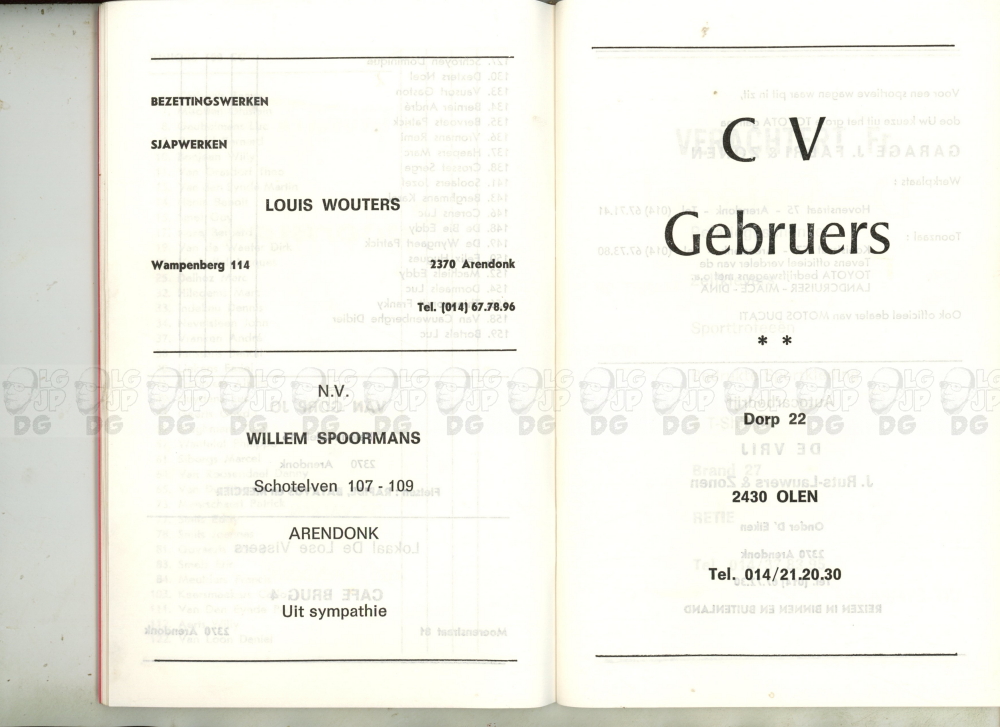 BEZETTINGSWERKEN
SJAPWERKEN
LOUIS WOUTERS
Wampenberg 114 2370 Arendonk
Tel. (014) 67.78.96
N.V.
WILLEM SPOORMANS
Schotelven 107 - 109
ARENDONK
Uit sympathie
C V
Gebruers
* *
Dorp 22
2430 OLEN
Tel. 014/21.20.30